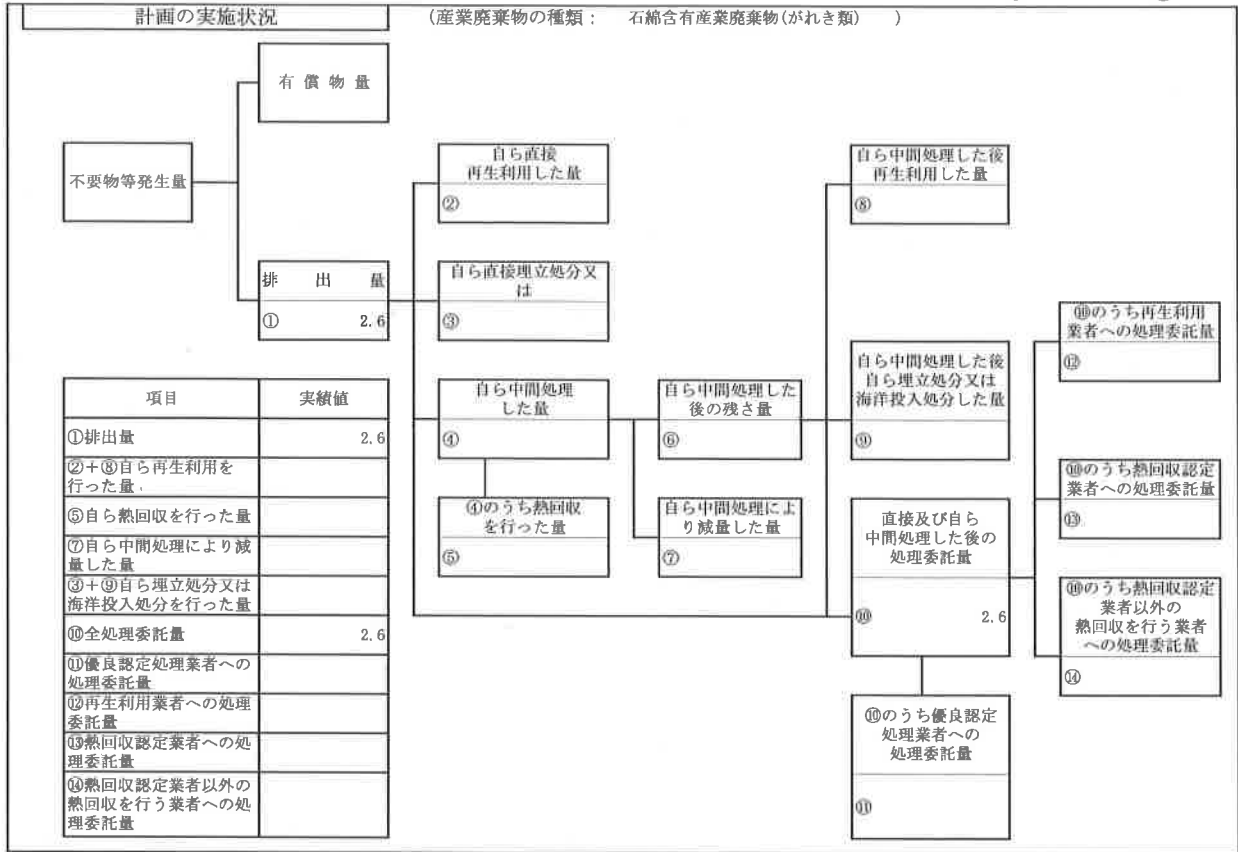 計画の実施状況
(産業廃棄物の種類： 石綿含有産業廃棄物(がれき類) )
有償物量
不要物等発生量
排出量
① 2.6
自ら直接
再生利用した量
②
自ら直接埋立処分又
は
③
自ら中間処理
した量
④
④のうち熱回収
を行った量
⑤
自ら中間処理した
後の残さ量
⑥
自ら中間処理によ
り減量した量
⑦
自ら中間処理した後
再生利用した量
⑧
自ら中間処理した後
自ら埋立処分又は
海洋投入処分した量
⑨
直接及び自ら
中間処理した後の
処理委託量
⑩ 2.6
⑩のうち優良認定
処理業者への
処理委託量
⑪
⑩のうち再生利用
業者への処理委託量
⑫
⑩のうち熱回収認定
業者への処理委託量
⑬
⑩のうち熱回収認定
業者以外の
熱回収を行う業者
への処理委託量
⑭
項目 実績値
①排出量 2.6
②＋⑧自ら再生利用を
行った量
⑤自ら熱回収を行った量
⑦自ら中間処理により減
量した量
③＋⑨自ら埋立処分又は
海洋投入処分を行った量
⑩全処理委託量 2.6
⑪優良認定処理業者への
処理委託量
⑫再生利用業者への処理
委託量
⑬熱回収認定業者への処
理委託量
⑭熱回収認定業者以外の
熱回収を行う業者への処
理委託量